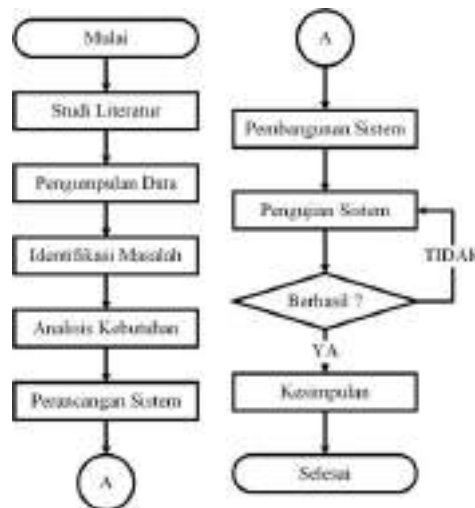 Mulai
Studi Literatur
Pengumpulan Data
Identifikasi Masalah
Analisis Kebutuhan
Perancangan Sistem
A
A
Pembangunan Sistem
Pengujian Sistem
TIDAK
Berhasil ?
YA
Kesimpulan
Selesai